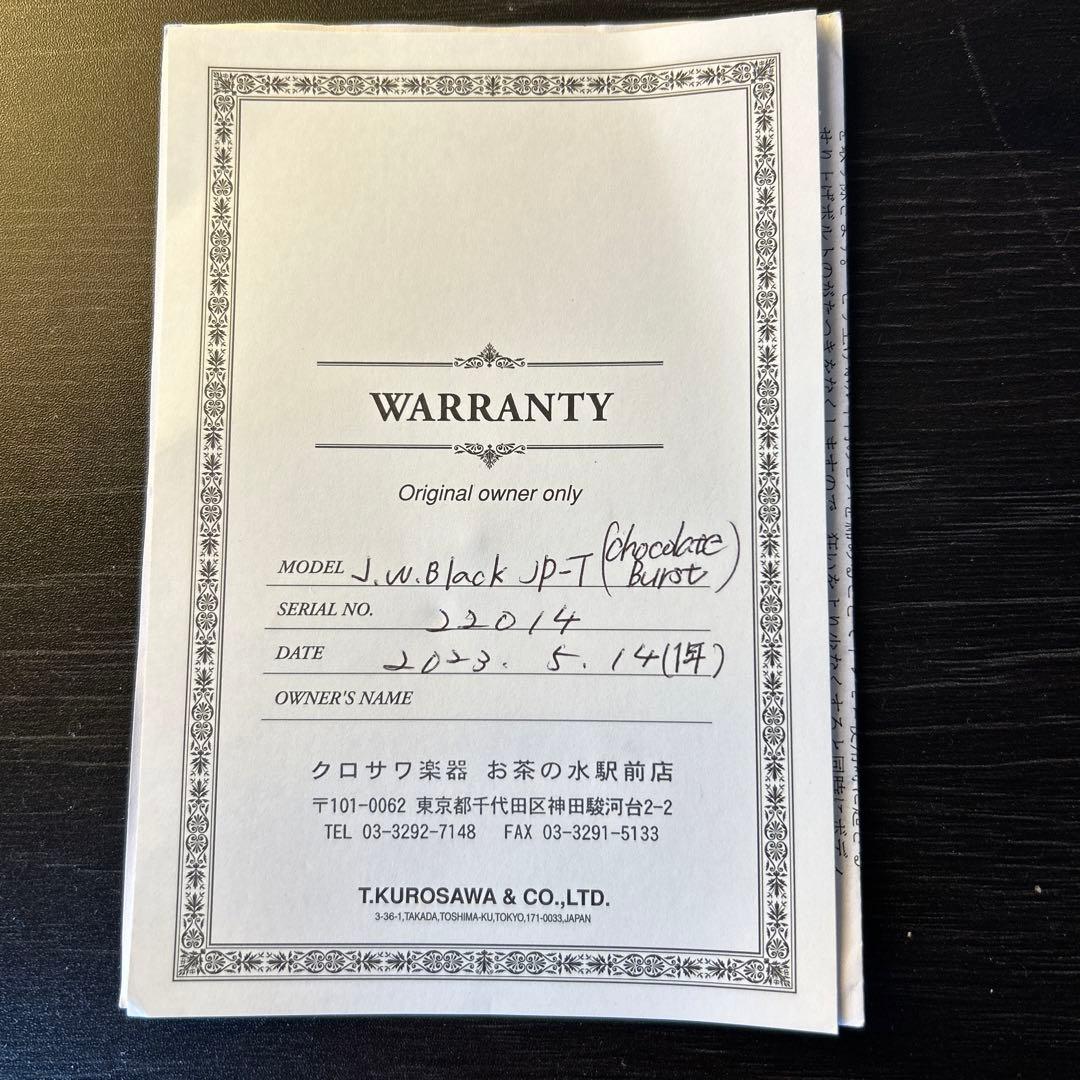 WARRANTY
Original owner only
MODEL J.W.Black JP-T (Chocolate Burst)
SERIAL NO. 22014
DATE 2023. 5. 14 (1年)
OWNER'S NAME
クロサワ楽器 お茶の水駅前店
〒101-0062 東京都千代田区神田駿河台2-2
TEL 03-3292-7148 FAX 03-3291-5133
T.KUROSAWA & CO.,LTD.
3-36-1,TAKADA,TOSHIMA-KU,TOKYO,171-0033,JAPAN